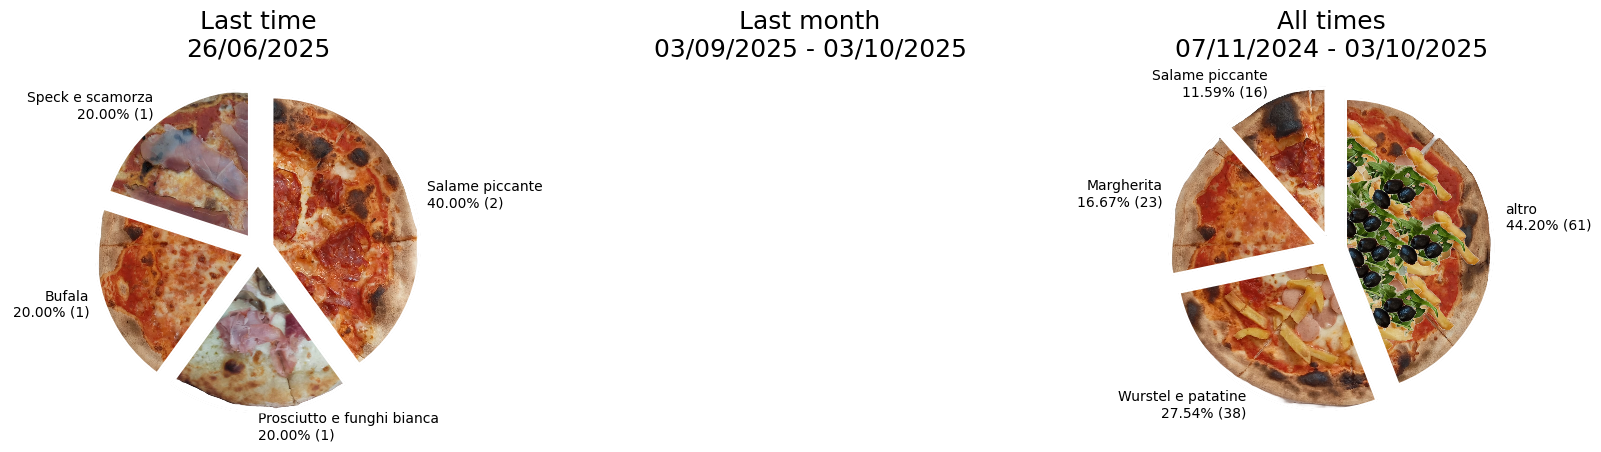 Last time
26/06/2025
Speck e scamorza
20.00% (1)
Salame piccante
40.00% (2)
Bufala
20.00% (1)
Prosciutto e funghi bianca
20.00% (1)
Last month
03/09/2025 - 03/10/2025
All times
07/11/2024 - 03/10/2025
Salame piccante
11.59% (16)
Margherita
16.67% (23)
altro
44.20% (61)
Wurstel e patatine
27.54% (38)